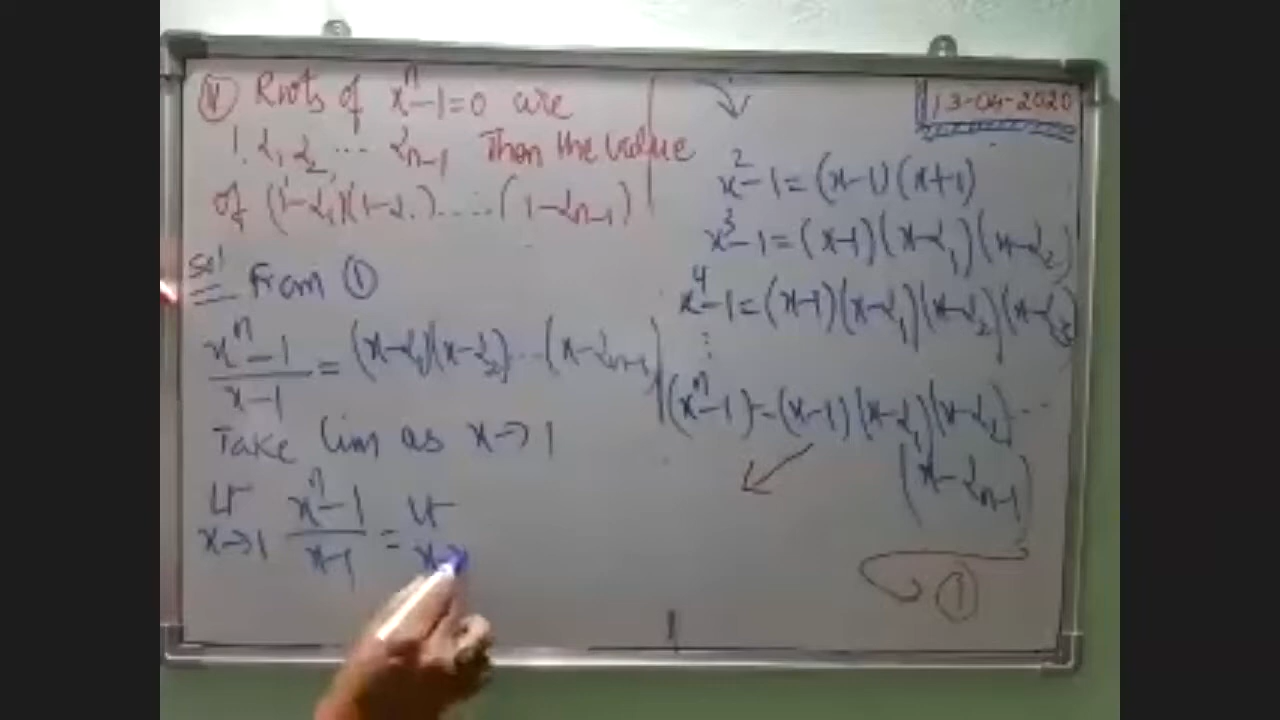 (V) Roots of xⁿ-1=0 are
1, α₁, α₂, ... αₙ₋₁ Then the value
of (1-α₁)(1-α₂).....(1-αₙ₋₁)
Sol
From ①
xⁿ-1
x-1
= (x-α₁)(x-α₂)...(x-αₙ₋₁)
Take lim as x→1
Lt
x→1
xⁿ-1
x-1
= Lt
x→
13-04-2020
x²-1=(x-1)(x+1)
x³-1=(x-1)(x-α₁)(x-α₂)
x⁴-1=(x-1)(x-α₁)(x-α₂)(x-α₃)
⋮
(xⁿ-1)=(x-1)(x-α₁)(x-α₂)...
(x-αₙ₋₁)
①